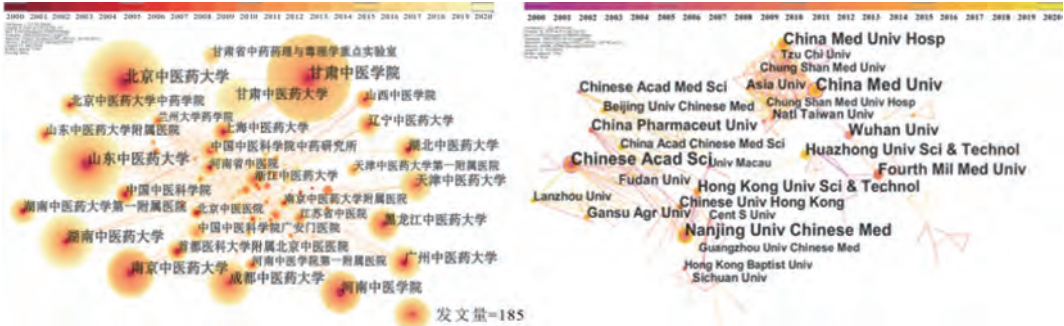 2000 2001 2002 2003 2004 2005 2006 2007 2008 2009 2010 2011 2012 2013 2014 2015 2016 2017 2018 2019 2020
甘肃省中药药理与毒理学重点实验室
北京中医药大学
甘肃中医学院
甘肃中医药大学
山西中医学院
北京中医药大学中药学院
兰州大学药学院
辽宁中医药大学
山东中医药大学附属医院
上海中医药大学
中国中医科学院中药研究所
湖北中医药大学
山东中医药大学
河南省中医院
天津中医药大学第一附属医院
浙江中医药大学
天津中医药大学
中国中医科学院
南京中医药大学附属医院
湖南中医药大学第一附属医院
北京中医医院
江苏省中医院
黑龙江中医药大学
中国中医科学院广安门医院
湖南中医药大学
首都医科大学附属北京中医医院
广州中医药大学
河南中医学院第一附属医院
南京中医药大学
成都中医药大学
河南中医学院
发文量=185
2000 2001 2002 2003 2004 2005 2006 2007 2008 2009 2010 2011 2012 2013 2014 2015 2016 2017 2018 2019 2020
China Med Univ Hosp
Tzu Chi Univ
Chung Shan Med Univ
Chinese Acad Med Sci
Asia Univ
China Med Univ
Beijing Univ Chinese Med
Chung Shan Med Univ Hosp
Natl Taiwan Univ
China Pharmaceut Univ
Wuhan Univ
China Acad Chinese Med Sci
Huazhong Univ Sci & Technol
Chinese Acad Sci
Univ Macau
Fourth Mil Med Univ
Fudan Univ
Hong Kong Univ Sci & Technol
Lanzhou Univ
Chinese Univ Hong Kong
Gansu Agr Univ
Cent S Univ
Nanjing Univ Chinese Med
Guangzhou Univ Chinese Med
Hong Kong Baptist Univ
Sichuan Univ